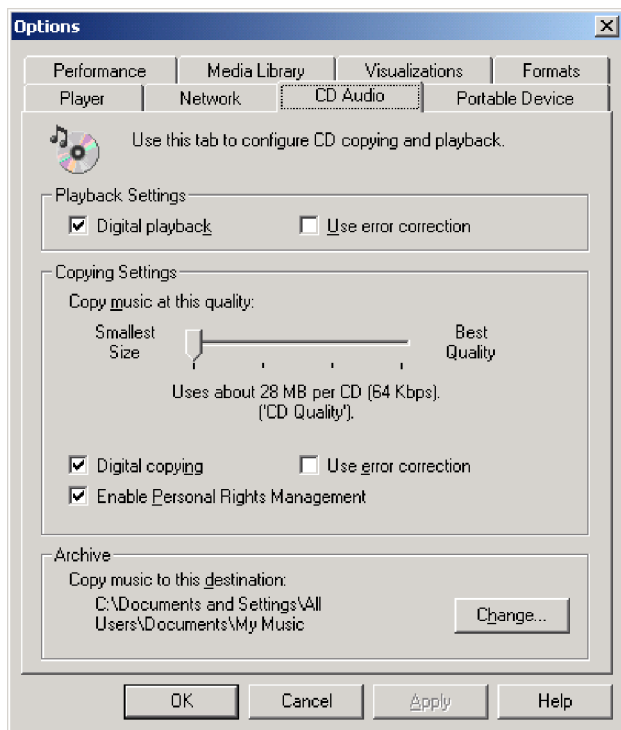 Options
Performance Media Library Visualizations Formats
Player Network CD Audio Portable Device
Use this tab to configure CD copying and playback.
Playback Settings
Digital playback Use error correction
Copying Settings
Copy music at this quality:
Smallest Size
Best Quality
Uses about 28 MB per CD (64 Kbps).
('CD Quality').
Digital copying Use error correction
Enable Personal Rights Management
Archive
Copy music to this destination:
C:\Documents and Settings\All
Users\Documents\My Music
Change...
OK Cancel Apply Help